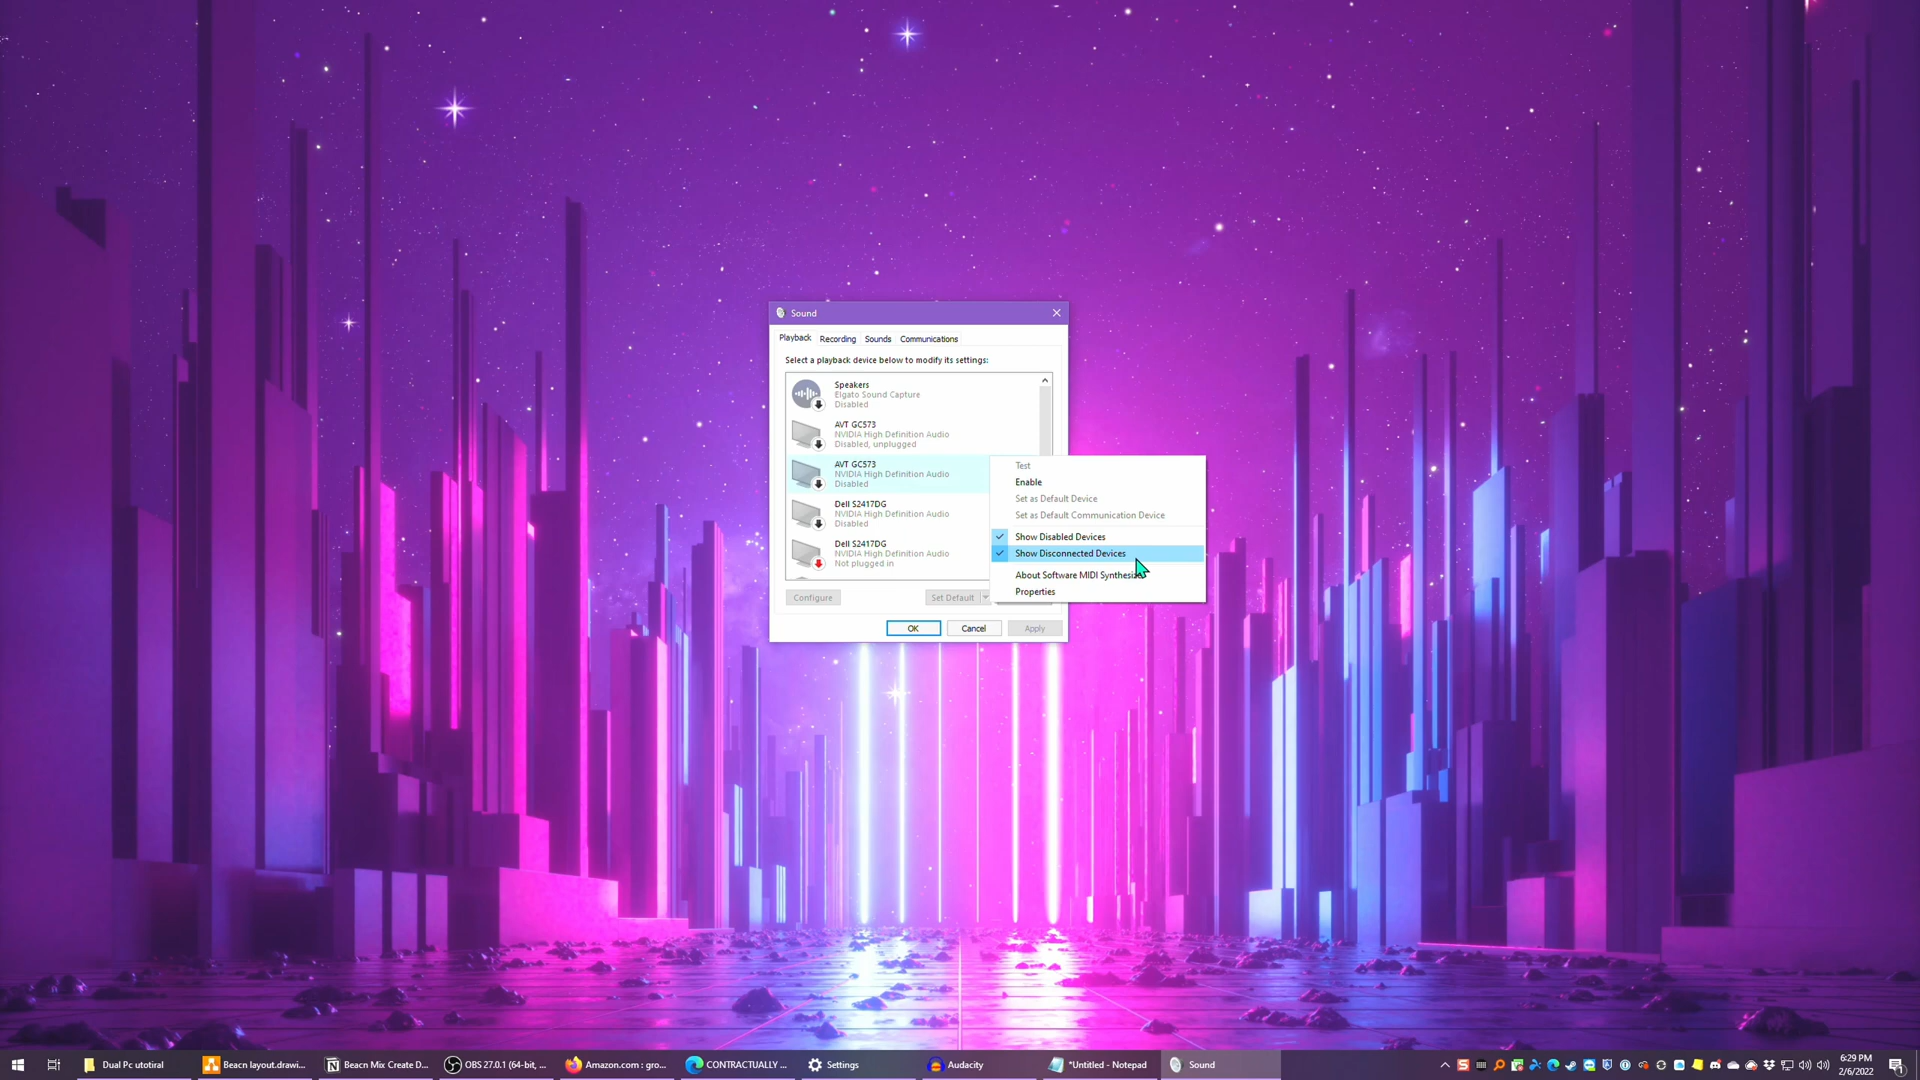 Sound
Playback Recording Sounds Communications
Select a playback device below to modify its settings:
Speakers
Elgato Sound Capture
Disabled
AVT GC573
NVIDIA High Definition Audio
Disabled, unplugged
AVT GC573
NVIDIA High Definition Audio
Disabled
Dell S2417DG
NVIDIA High Definition Audio
Disabled
Dell S2417DG
NVIDIA High Definition Audio
Not plugged in
Test
Enable
Set as Default Device
Set as Default Communication Device
Show Disabled Devices
Show Disconnected Devices
About Software MIDI Synthesiz
Properties
Configure Set Default
OK Cancel Apply
Dual Pc utotirial Beacn layout.drawi... Beacn Mix Create D... OBS 27.0.1 (64-bit, ... Amazon.com : gro... CONTRACTUALLY ... Settings Audacity *Untitled - Notepad Sound
6:29 PM
2/6/2022